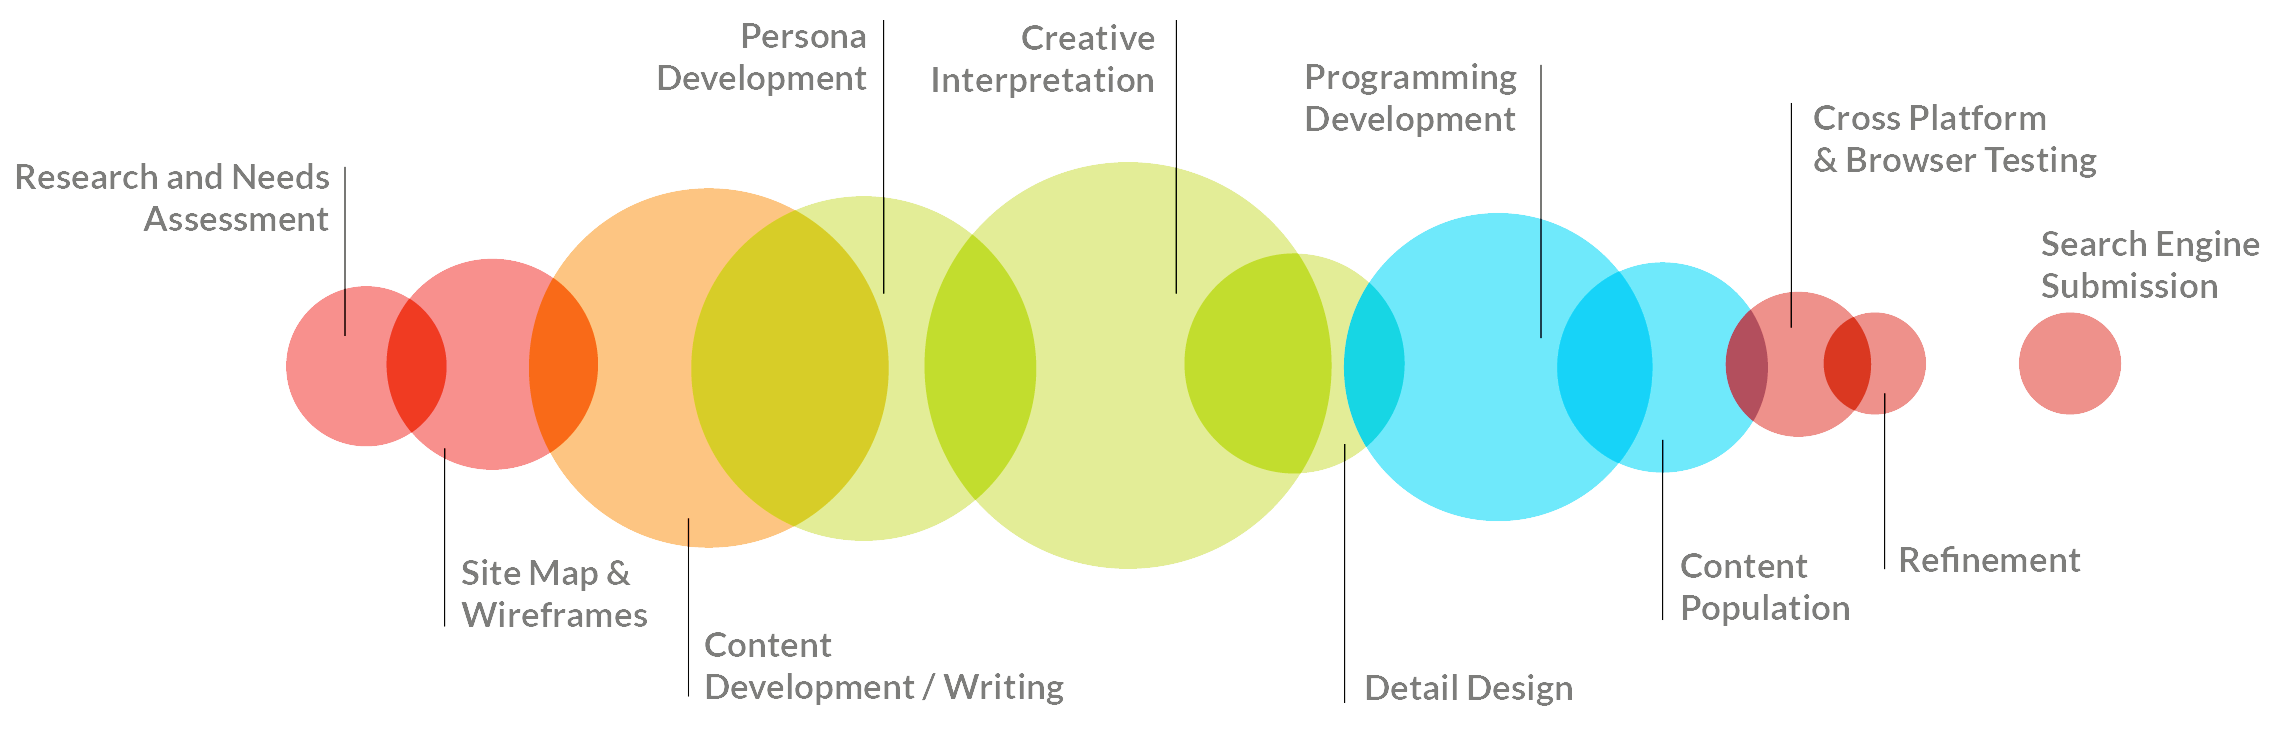 Research and Needs
Assessment
Site Map &
Wireframes
Content
Development / Writing
Persona
Development
Creative
Interpretation
Detail Design
Programming
Development
Content
Population
Cross Platform
& Browser Testing
Refinement
Search Engine
Submission